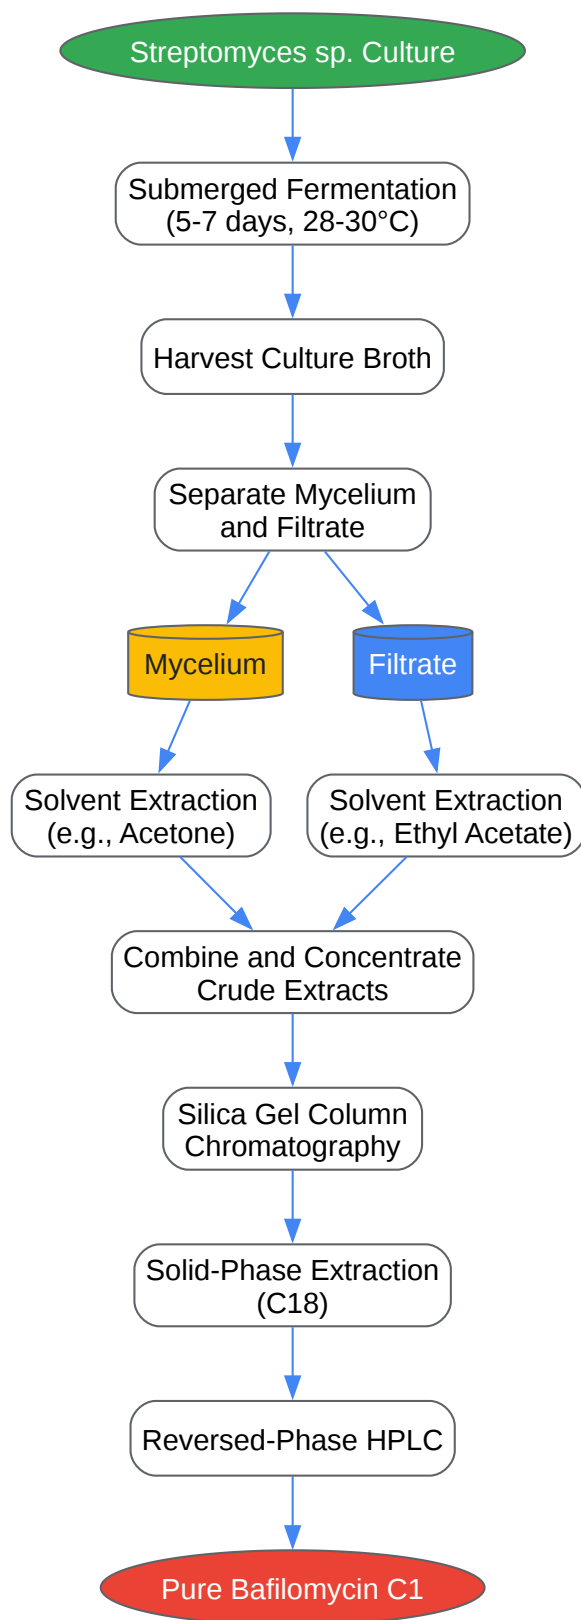 Streptomyces sp. Culture
Submerged Fermentation
(5-7 days, 28-30°C)
Harvest Culture Broth
Separate Mycelium
and Filtrate
Mycelium
Filtrate
Solvent Extraction
(e.g., Acetone)
Solvent Extraction
(e.g., Ethyl Acetate)
Combine and Concentrate
Crude Extracts
Silica Gel Column
Chromatography
Solid-Phase Extraction
(C18)
Reversed-Phase HPLC
Pure Bafilomycin C1